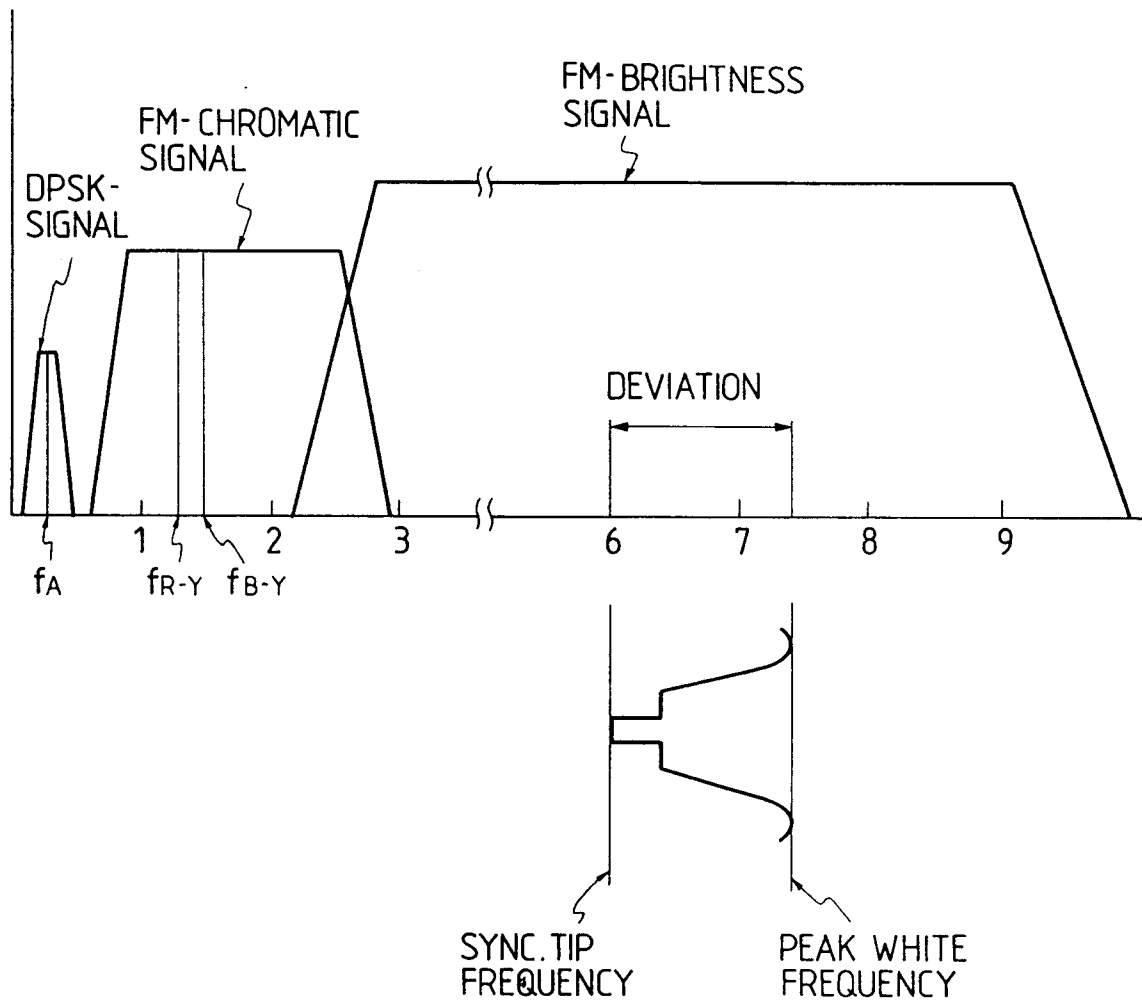 FM-BRIGHTNESS
SIGNAL
FM-CHROMATIC
SIGNAL
DPSK-
SIGNAL
DEVIATION
1 2 3 6 7 8 9
fA fR-Y fB-Y
SYNC.TIP
FREQUENCY
PEAK WHITE
FREQUENCY